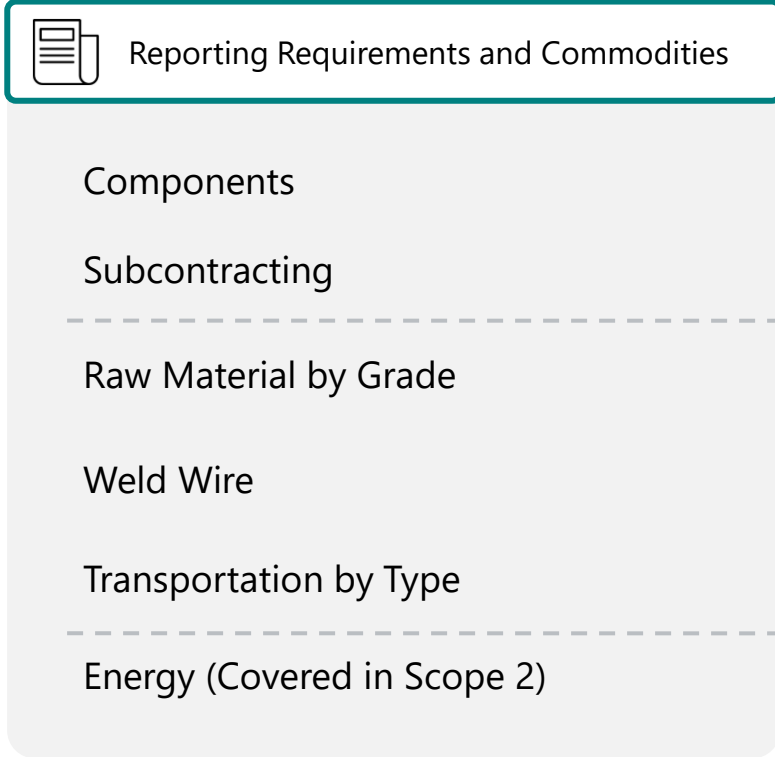 Reporting Requirements and Commodities
Components
Subcontracting
Raw Material by Grade
Weld Wire
Transportation by Type
Energy (Covered in Scope 2)